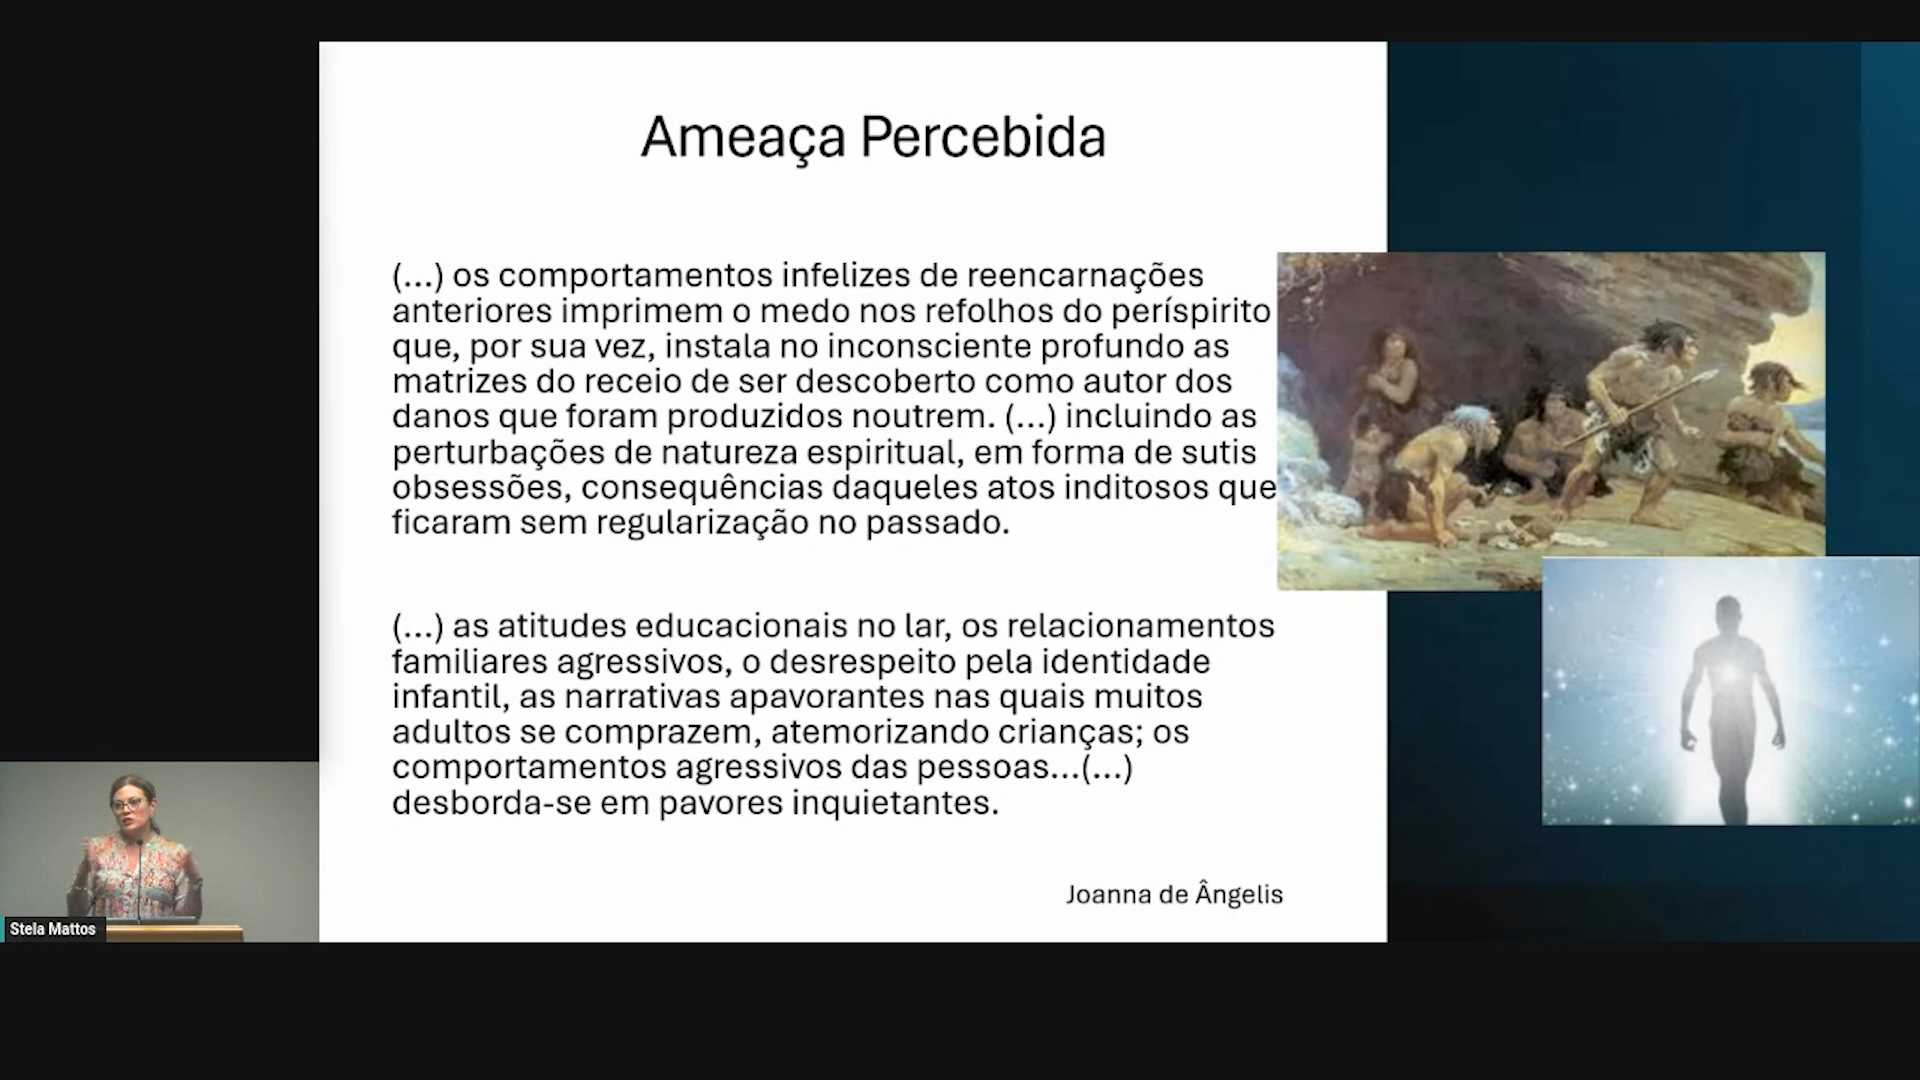 Ameaça Percebida
(...) os comportamentos infelizes de reencarnações
anteriores imprimem o medo nos refolhos do períspirito
que, por sua vez, instala no inconsciente profundo as
matrizes do receio de ser descoberto como autor dos
danos que foram produzidos noutrem. (...) incluindo as
perturbações de natureza espiritual, em forma de sutis
obsessões, consequências daqueles atos inditosos que
ficaram sem regularização no passado.
(...) as atitudes educacionais no lar, os relacionamentos
familiares agressivos, o desrespeito pela identidade
infantil, as narrativas apavorantes nas quais muitos
adultos se comprazem, atemorizando crianças; os
comportamentos agressivos das pessoas...(...)
desborda-se em pavores inquietantes.
Joanna de Ângelis
Stela Mattos